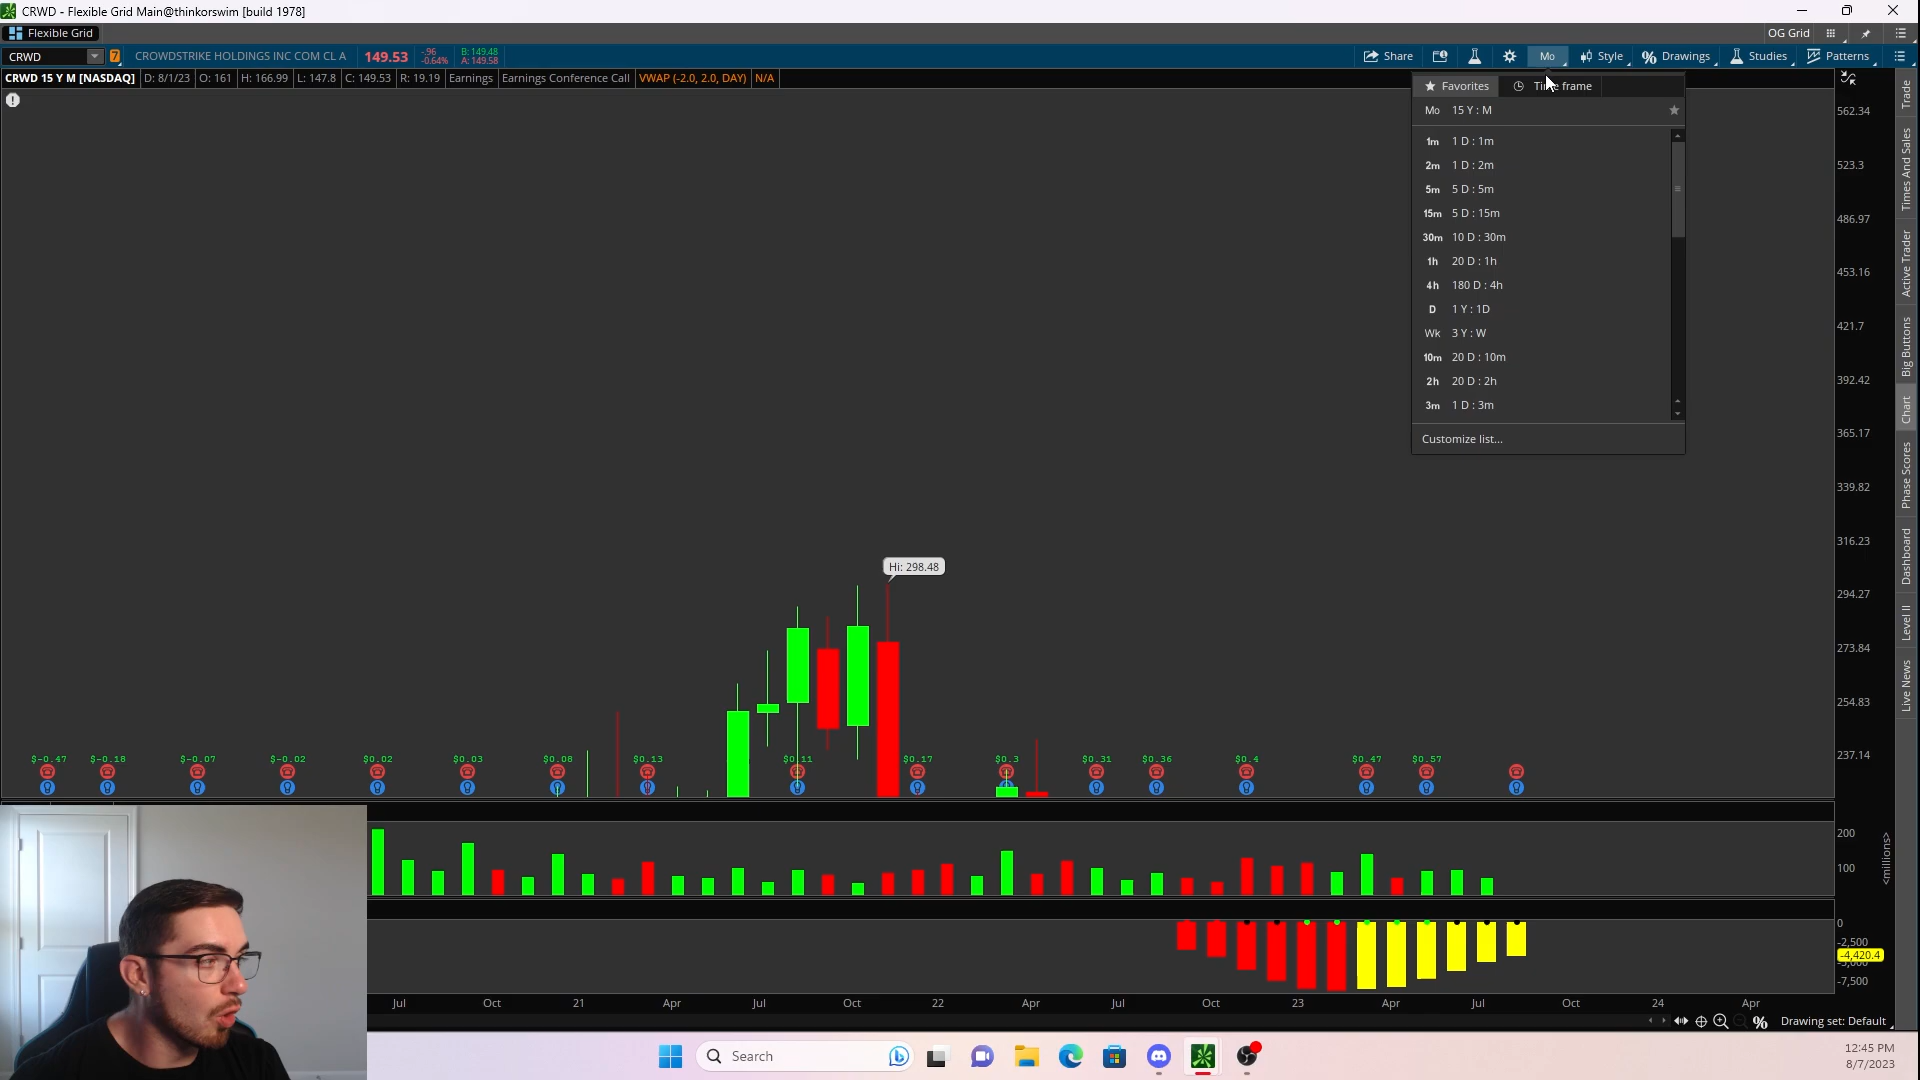 CRWD - Flexible Grid Main@thinkorswim [build 1978]
Flexible Grid
OG Grid
CRWD
7
CROWDSTRIKE HOLDINGS INC COM CL A
149.53
-.96
-0.64%
B: 149.48
A: 149.58
Share
Mo
Style
Drawings
Studies
Patterns
CRWD 15 Y M [NASDAQ]
D: 8/1/23
O: 161
H: 166.99
L: 147.8
C: 149.53
R: 19.19
Earnings
Earnings Conference Call
VWAP (-2.0, 2.0, DAY)
N/A
Favorites
Time frame
Mo 15 Y : M
1m 1 D : 1m
2m 1 D : 2m
5m 5 D : 5m
15m 5 D : 15m
30m 10 D : 30m
1h 20 D : 1h
4h 180 D : 4h
D 1 Y : 1D
Wk 3 Y : W
10m 20 D : 10m
2h 20 D : 2h
3m 1 D : 3m
Customize list...
562.34
523.3
486.97
453.16
421.7
392.42
365.17
339.82
316.23
294.27
273.84
254.83
237.14
Trade
Times And Sales
Active Trader
Big Buttons
Chart
Phase Scores
Dashboard
Level II
Live News
Hi: 298.48
$-0.47 $-0.18 $-0.07 $-0.02 $0.02 $0.03 $0.08 $0.13 $0.11 $0.17 $0.3 $0.31 $0.36 $0.4 $0.47 $0.57
200
100
<millions>
0
-2,500
-4,420.4
-7,500
Jul Oct 21 Apr Jul Oct 22 Apr Jul Oct 23 Apr Jul Oct 24 Apr
Drawing set: Default
Search
12:45 PM
8/7/2023